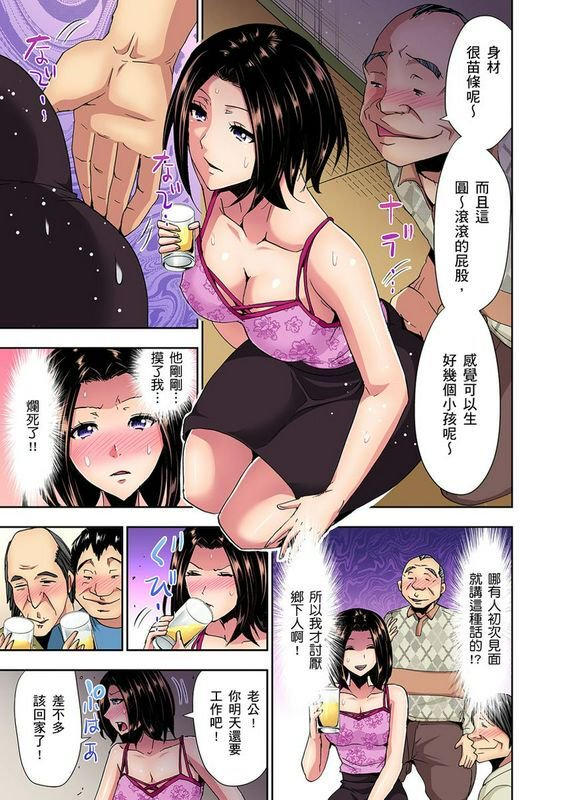 身材
很苗條呢～
而且這
圓～滾滾的屁股，
感覺可以生
好幾個小孩呢～
ナデ
なで…
なで…
他剛剛…
摸了我…
爛死了!!
哪有人初次見面
就講這種話的!?
所以我才討厭
鄉下人啊！
ぐび
ぷはぁ
老公！
你明天還要
工作吧！
差不多
該回家了！